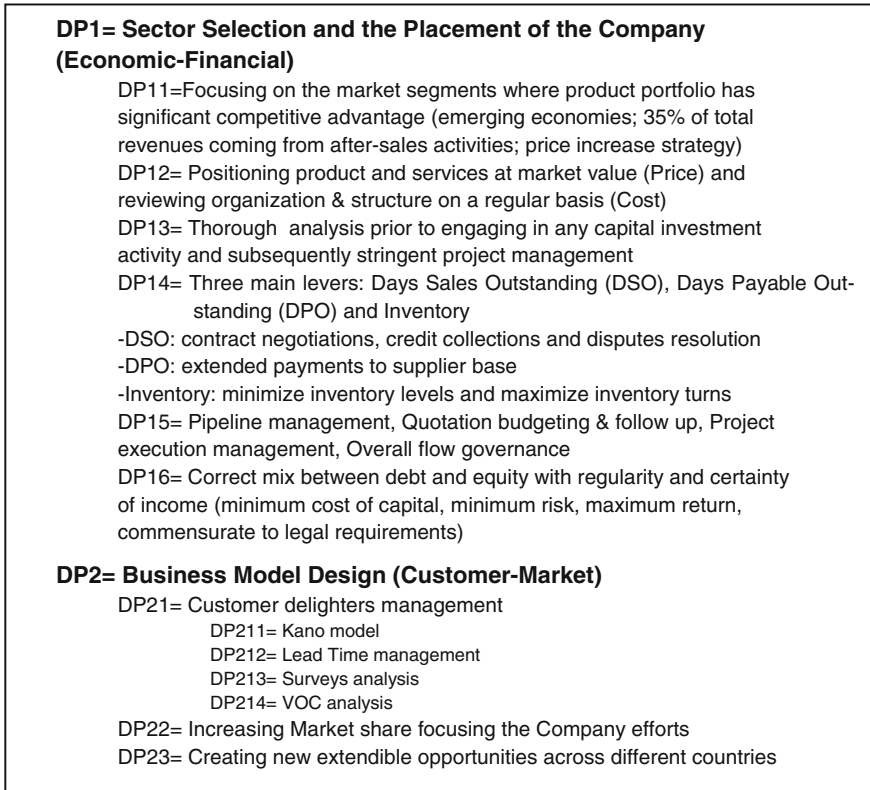 DP1= Sector Selection and the Placement of the Company
(Economic-Financial)
DP11=Focusing on the market segments where product portfolio has
significant competitive advantage (emerging economies; 35% of total
revenues coming from after-sales activities; price increase strategy)
DP12= Positioning product and services at market value (Price) and
reviewing organization & structure on a regular basis (Cost)
DP13= Thorough analysis prior to engaging in any capital investment
activity and subsequently stringent project management
DP14= Three main levers: Days Sales Outstanding (DSO), Days Payable Out-
standing (DPO) and Inventory
-DSO: contract negotiations, credit collections and disputes resolution
-DPO: extended payments to supplier base
-Inventory: minimize inventory levels and maximize inventory turns
DP15= Pipeline management, Quotation budgeting & follow up, Project
execution management, Overall flow governance
DP16= Correct mix between debt and equity with regularity and certainty
of income (minimum cost of capital, minimum risk, maximum return,
commensurate to legal requirements)
DP2= Business Model Design (Customer-Market)
DP21= Customer delighters management
DP211= Kano model
DP212= Lead Time management
DP213= Surveys analysis
DP214= VOC analysis
DP22= Increasing Market share focusing the Company efforts
DP23= Creating new extendible opportunities across different countries